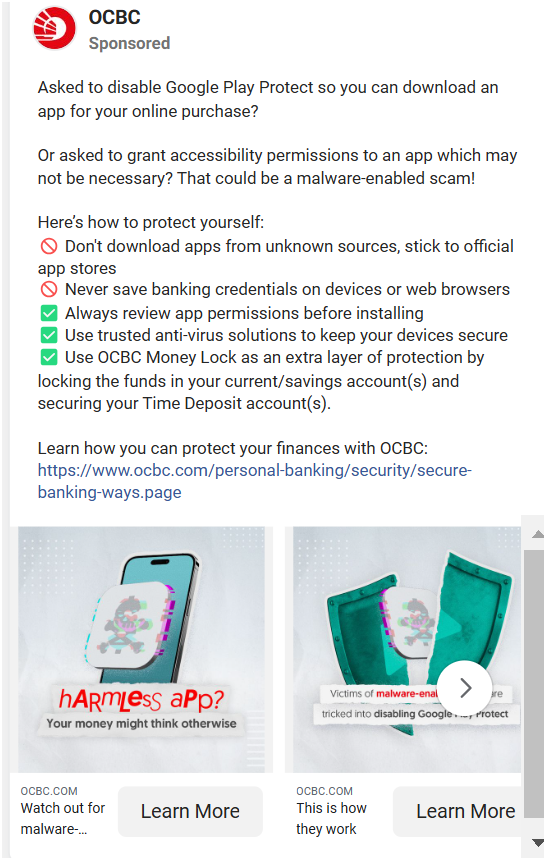 OCBC
Sponsored
Asked to disable Google Play Protect so you can download an
app for your online purchase?
Or asked to grant accessibility permissions to an app which may
not be necessary? That could be a malware-enabled scam!
Here’s how to protect yourself:
🚫 Don't download apps from unknown sources, stick to official
app stores
🚫 Never save banking credentials on devices or web browsers
✅ Always review app permissions before installing
✅ Use trusted anti-virus solutions to keep your devices secure
✅ Use OCBC Money Lock as an extra layer of protection by
locking the funds in your current/savings account(s) and
securing your Time Deposit account(s).
Learn how you can protect your finances with OCBC:
https://www.ocbc.com/personal-banking/security/secure-
banking-ways.page
hARmLEss aPp?
Your money might think otherwise
Victims of malware-enab
tricked into disabling Google Play Protect
OCBC.COM
Watch out for
malware-...
Learn More
OCBC.COM
This is how
they work
Learn More